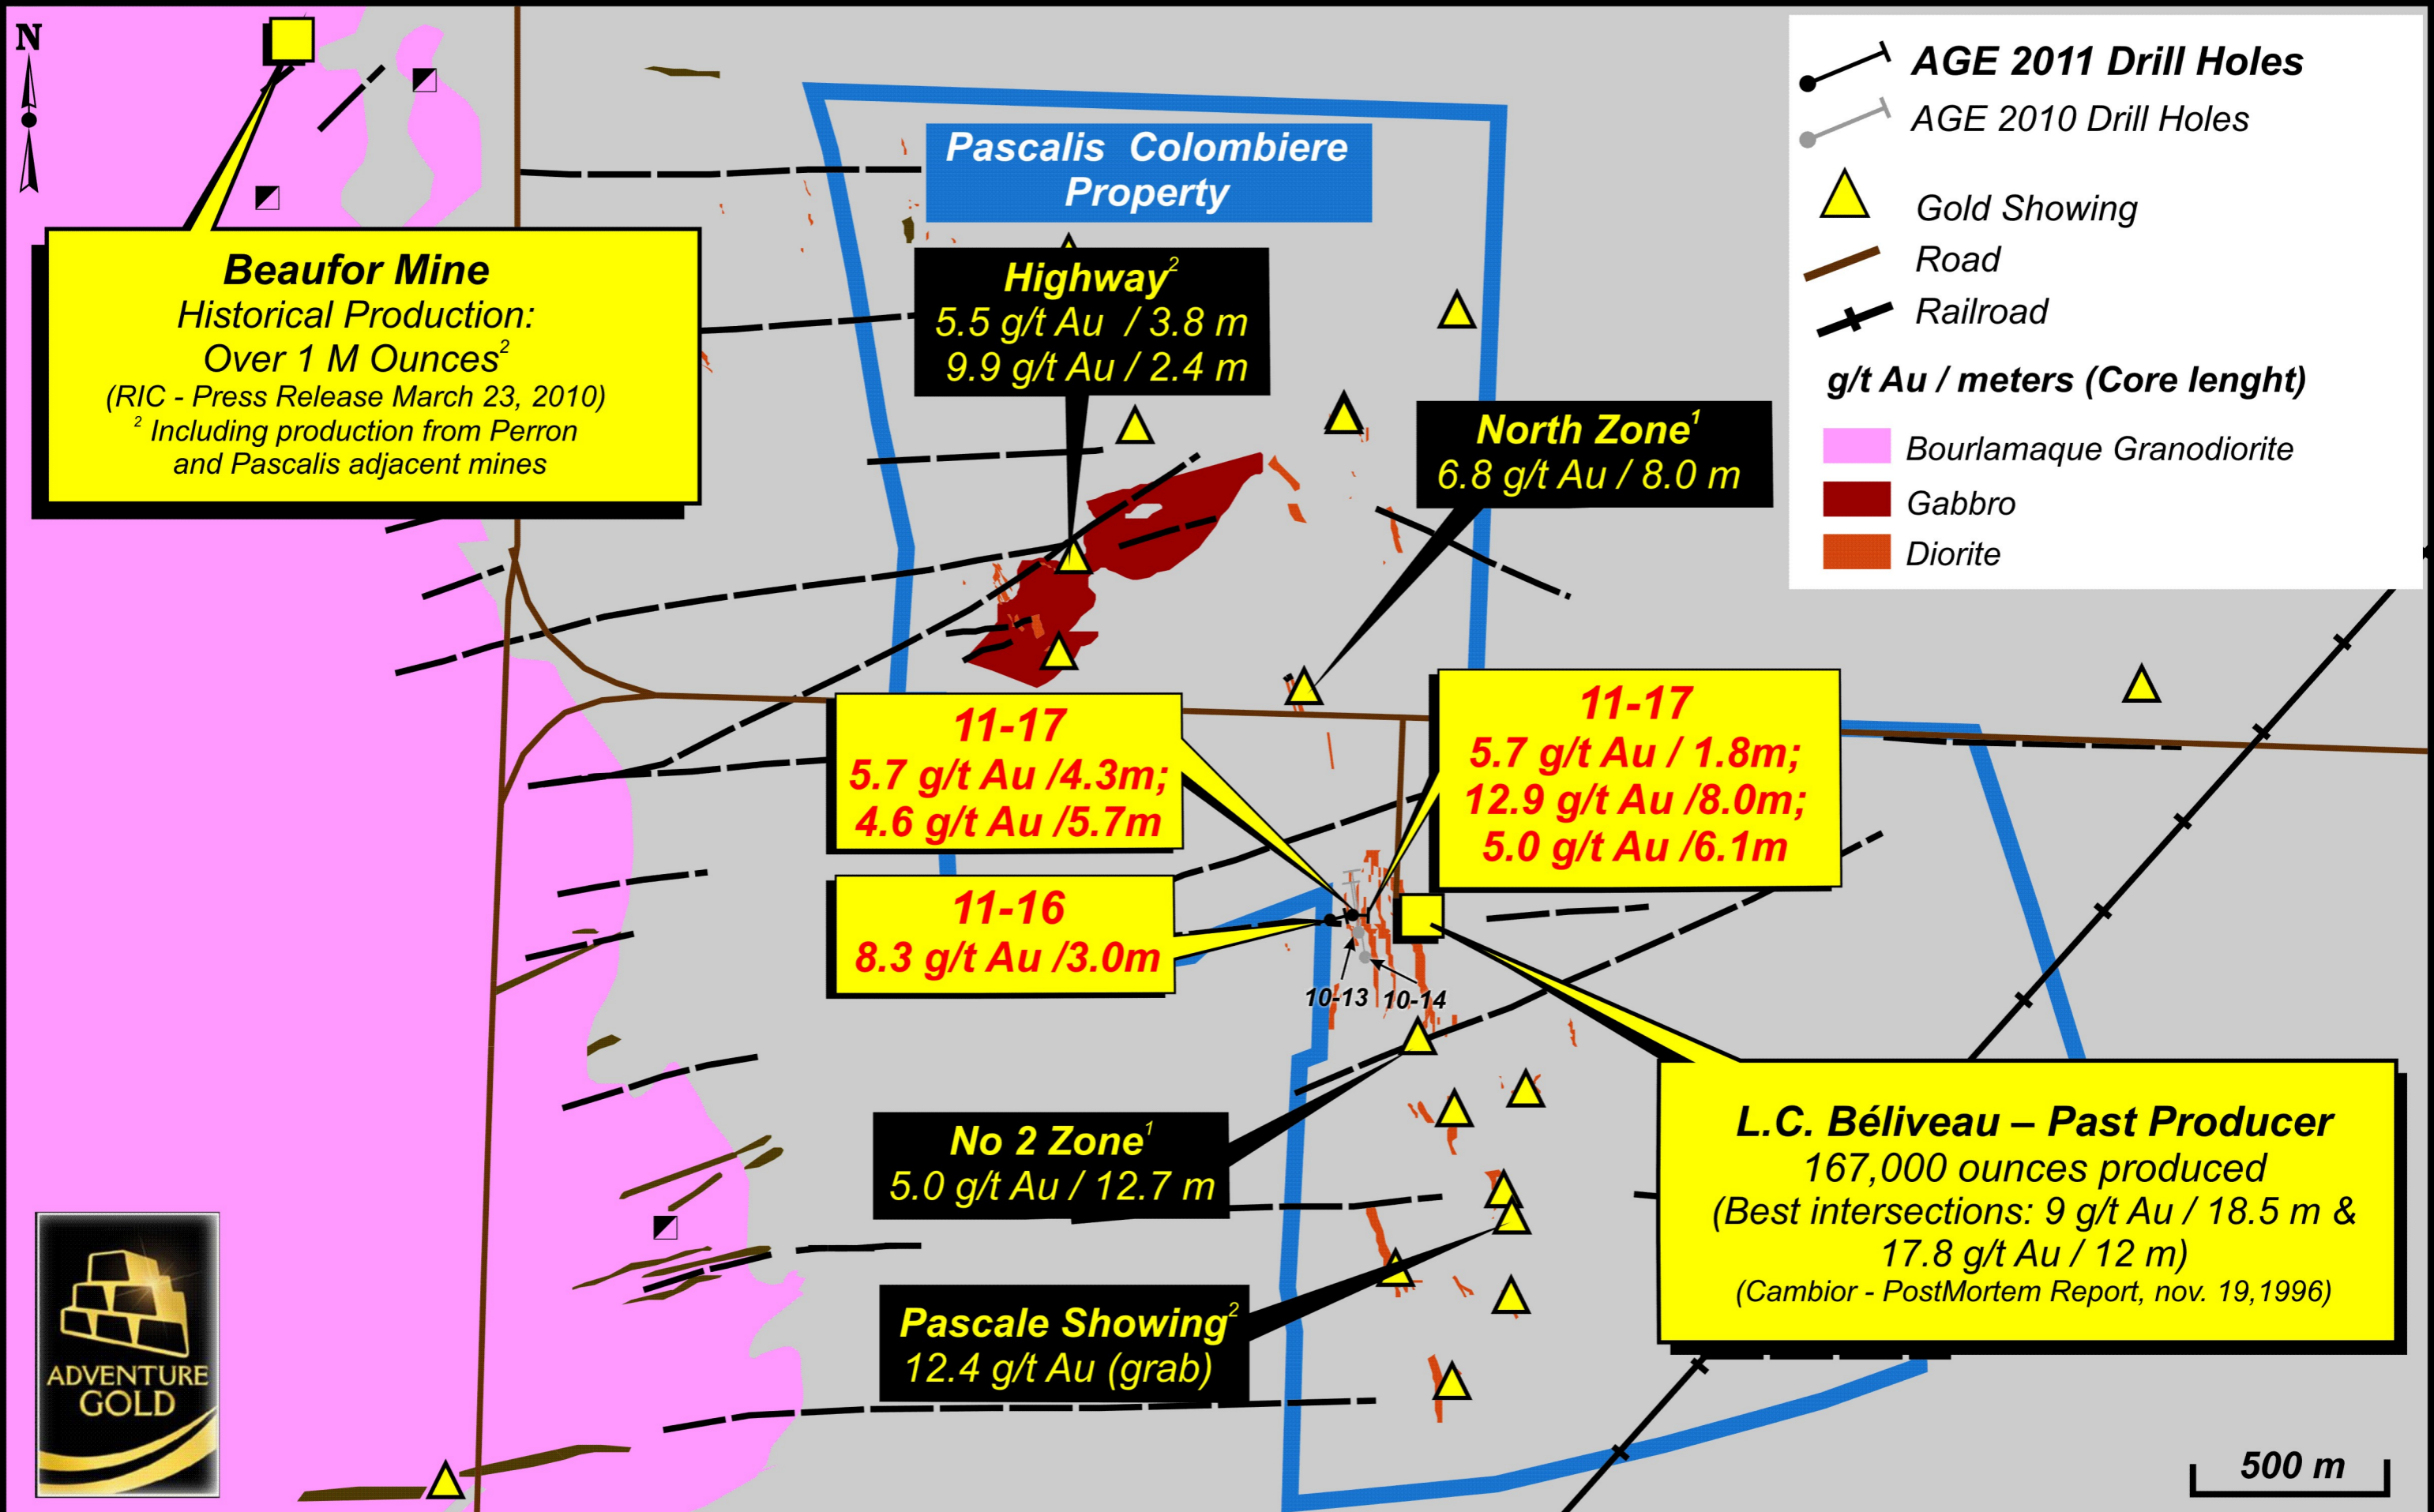 N
AGE 2011 Drill Holes
AGE 2010 Drill Holes
Gold Showing
Road
Railroad
g/t Au / meters (Core lenght)
Bourlamaque Granodiorite
Gabbro
Diorite
Pascalis Colombiere
Property
Beaufor Mine
Historical Production:
Over 1 M Ounces²
(RIC - Press Release March 23, 2010)
² Including production from Perron
and Pascalis adjacent mines
Highway²
5.5 g/t Au / 3.8 m
9.9 g/t Au / 2.4 m
North Zone¹
6.8 g/t Au / 8.0 m
11-17
5.7 g/t Au /4.3m;
4.6 g/t Au /5.7m
11-17
5.7 g/t Au / 1.8m;
12.9 g/t Au /8.0m;
5.0 g/t Au /6.1m
11-16
8.3 g/t Au /3.0m
10-13
10-14
No 2 Zone¹
5.0 g/t Au / 12.7 m
L.C. Béliveau – Past Producer
167,000 ounces produced
(Best intersections: 9 g/t Au / 18.5 m &
17.8 g/t Au / 12 m)
(Cambior - PostMortem Report, nov. 19,1996)
Pascale Showing²
12.4 g/t Au (grab)
ADVENTURE
GOLD
500 m